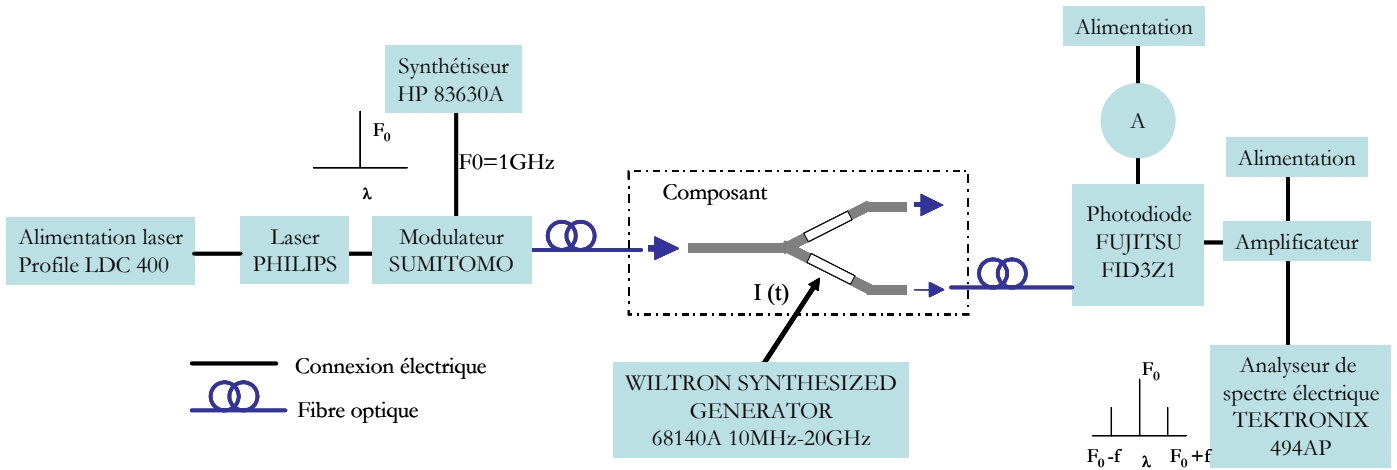 Alimentation
Synthétiseur
HP 83630A
F₀
λ
F0=1GHz
A
Alimentation
Composant
Alimentation laser
Profile LDC 400
Laser
PHILIPS
Modulateur
SUMITOMO
I (t)
Photodiode
FUJITSU
FID3Z1
Amplificateur
Connexion électrique
Fibre optique
WILTRON SYNTHESIZED
GENERATOR
68140A 10MHz-20GHz
F₀
F₀-f
λ
F₀+f
Analyseur de
spectre électrique
TEKTRONIX
494AP